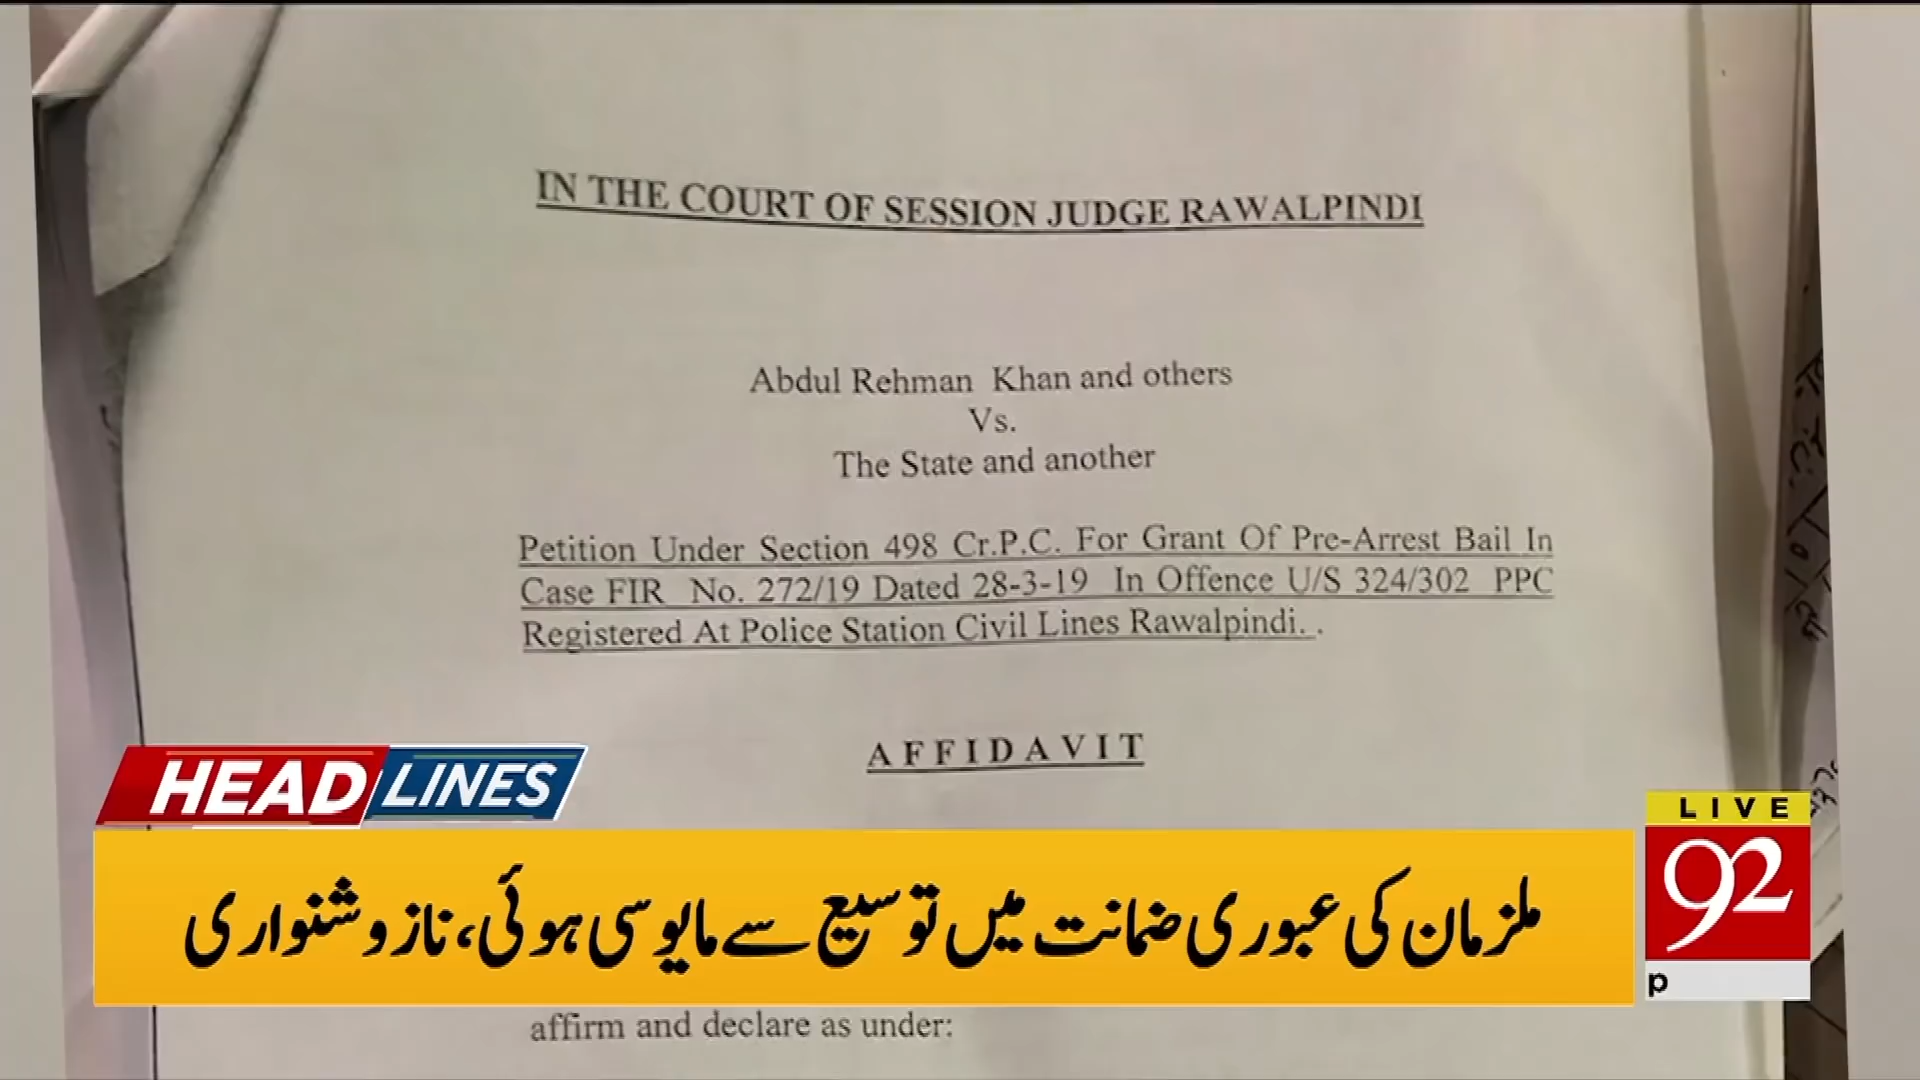 IN THE COURT OF SESSION JUDGE RAWALPINDI
Abdul Rehman Khan and others
Vs.
The State and another
Petition Under Section 498 Cr.P.C. For Grant Of Pre-Arrest Bail In
Case FIR No. 272/19 Dated 28-3-19 In Offence U/S 324/302 PPC
Registered At Police Station Civil Lines Rawalpindi. .
AFFIDAVIT
HEADLINES
ملزمان کی عبوری ضمانت میں توسیع سے مایوسی ہوئی، نازو شنواری
LIVE
92
p
affirm and declare as under: